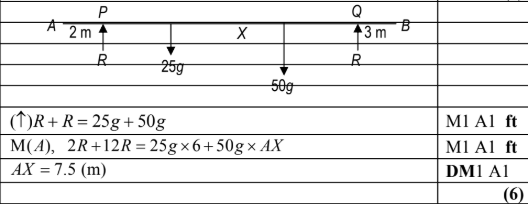 P Q
A 2 m X 3 m B
R 25g R
50g
(↑)R + R = 25g + 50g M1 A1 ft
M(A), 2R + 12R = 25g × 6 + 50g × AX M1 A1 ft
AX = 7.5 (m) DM1 A1
(6)